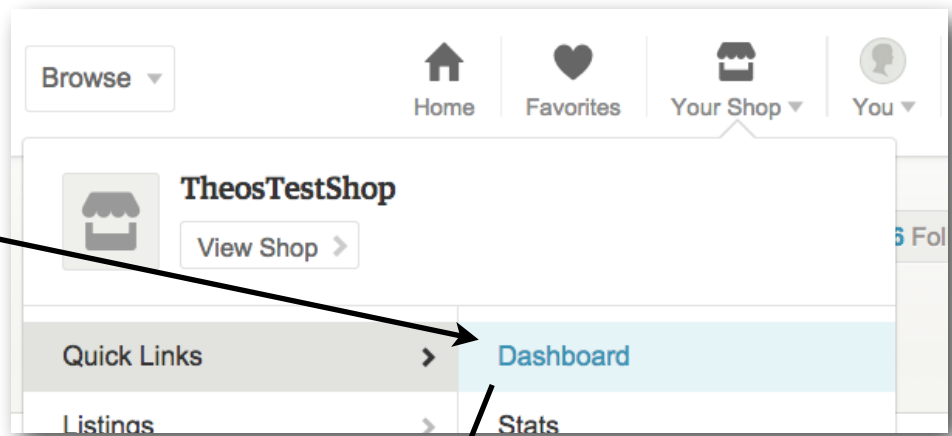 Browse
Home Favorites Your Shop You
TheosTestShop
View Shop
6 Fol
Quick Links Dashboard
Listings Stats